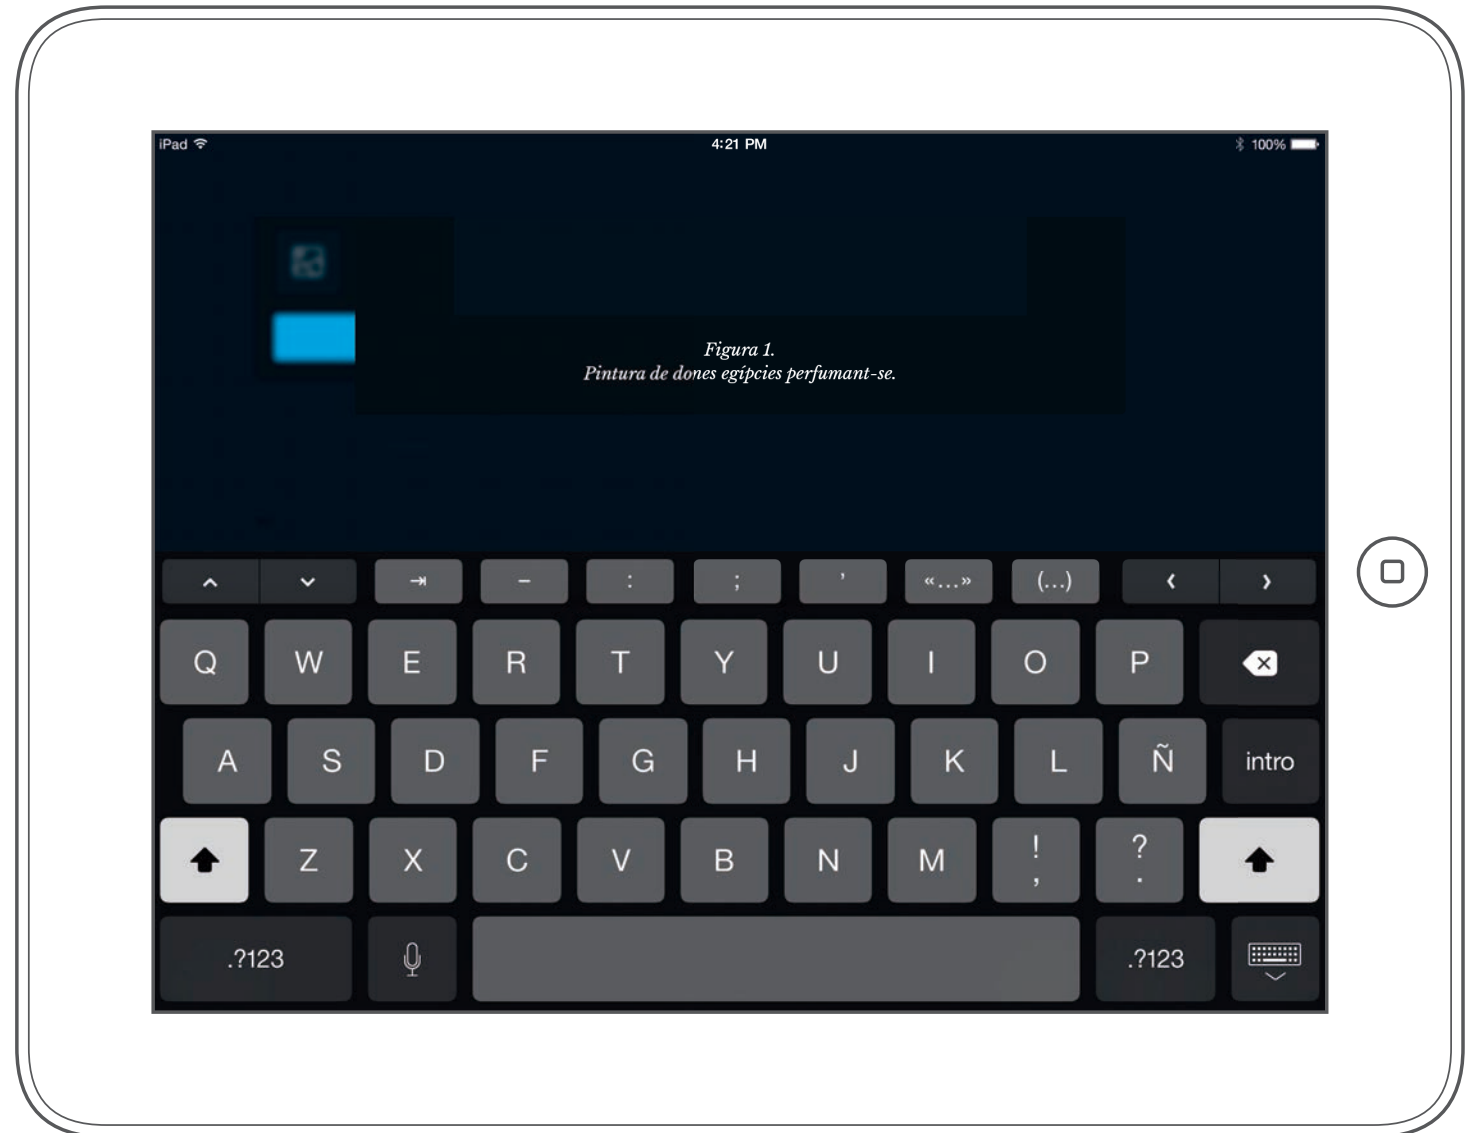 iPad
4:21 PM
100%
Figura 1.
Pintura de dones egípcies perfumant-se.
– : ; ’ «…» (…)
Q W E R T Y U I O P
A S D F G H J K L Ñ intro
Z X C V B N M ! , ? .
.?123 .?123